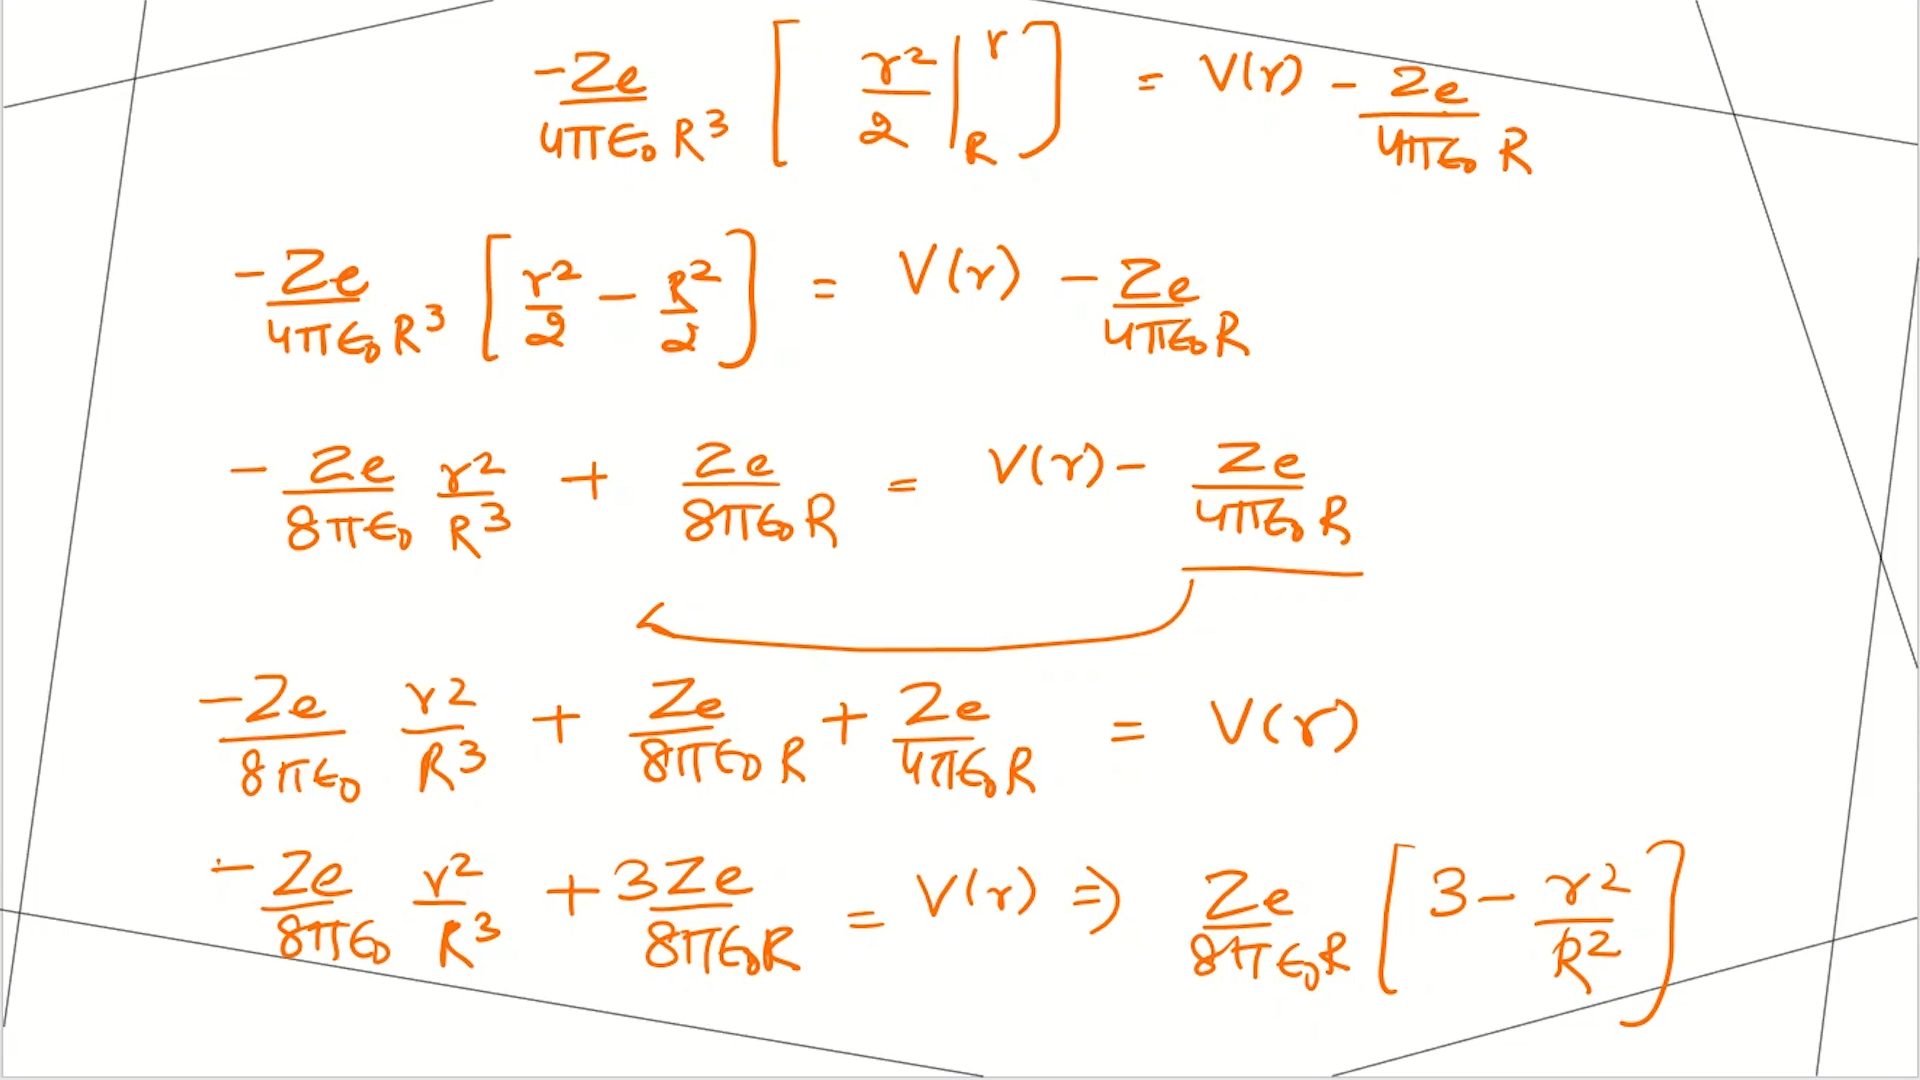 -Ze/4πϵ₀R³ [ r²/2 |ᵣᴿ ] = V(r) - Ze/4πϵ₀R
-Ze/4πϵ₀R³ [ r²/2 - R²/2 ] = V(r) - Ze/4πϵ₀R
- Ze/8πϵ₀ r²/R³ + Ze/8πϵ₀R = V(r) - Ze/4πϵ₀R
-Ze/8πϵ₀ r²/R³ + Ze/8πϵ₀R + Ze/4πϵ₀R = V(r)
-Ze/8πϵ₀ r²/R³ + 3Ze/8πϵ₀R = V(r) ⇒ Ze/8πϵ₀R [ 3 - r²/R² ]